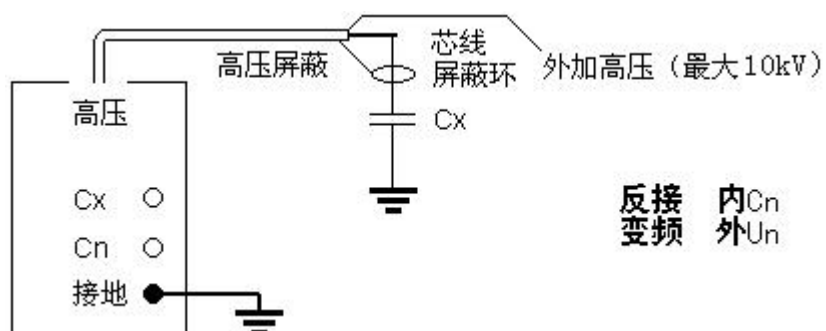 芯线
高压屏蔽
屏蔽环
外加高压（最大10kV）
高压
Cx
Cx
反接 内Cn
变频 外Un
Cn
接地